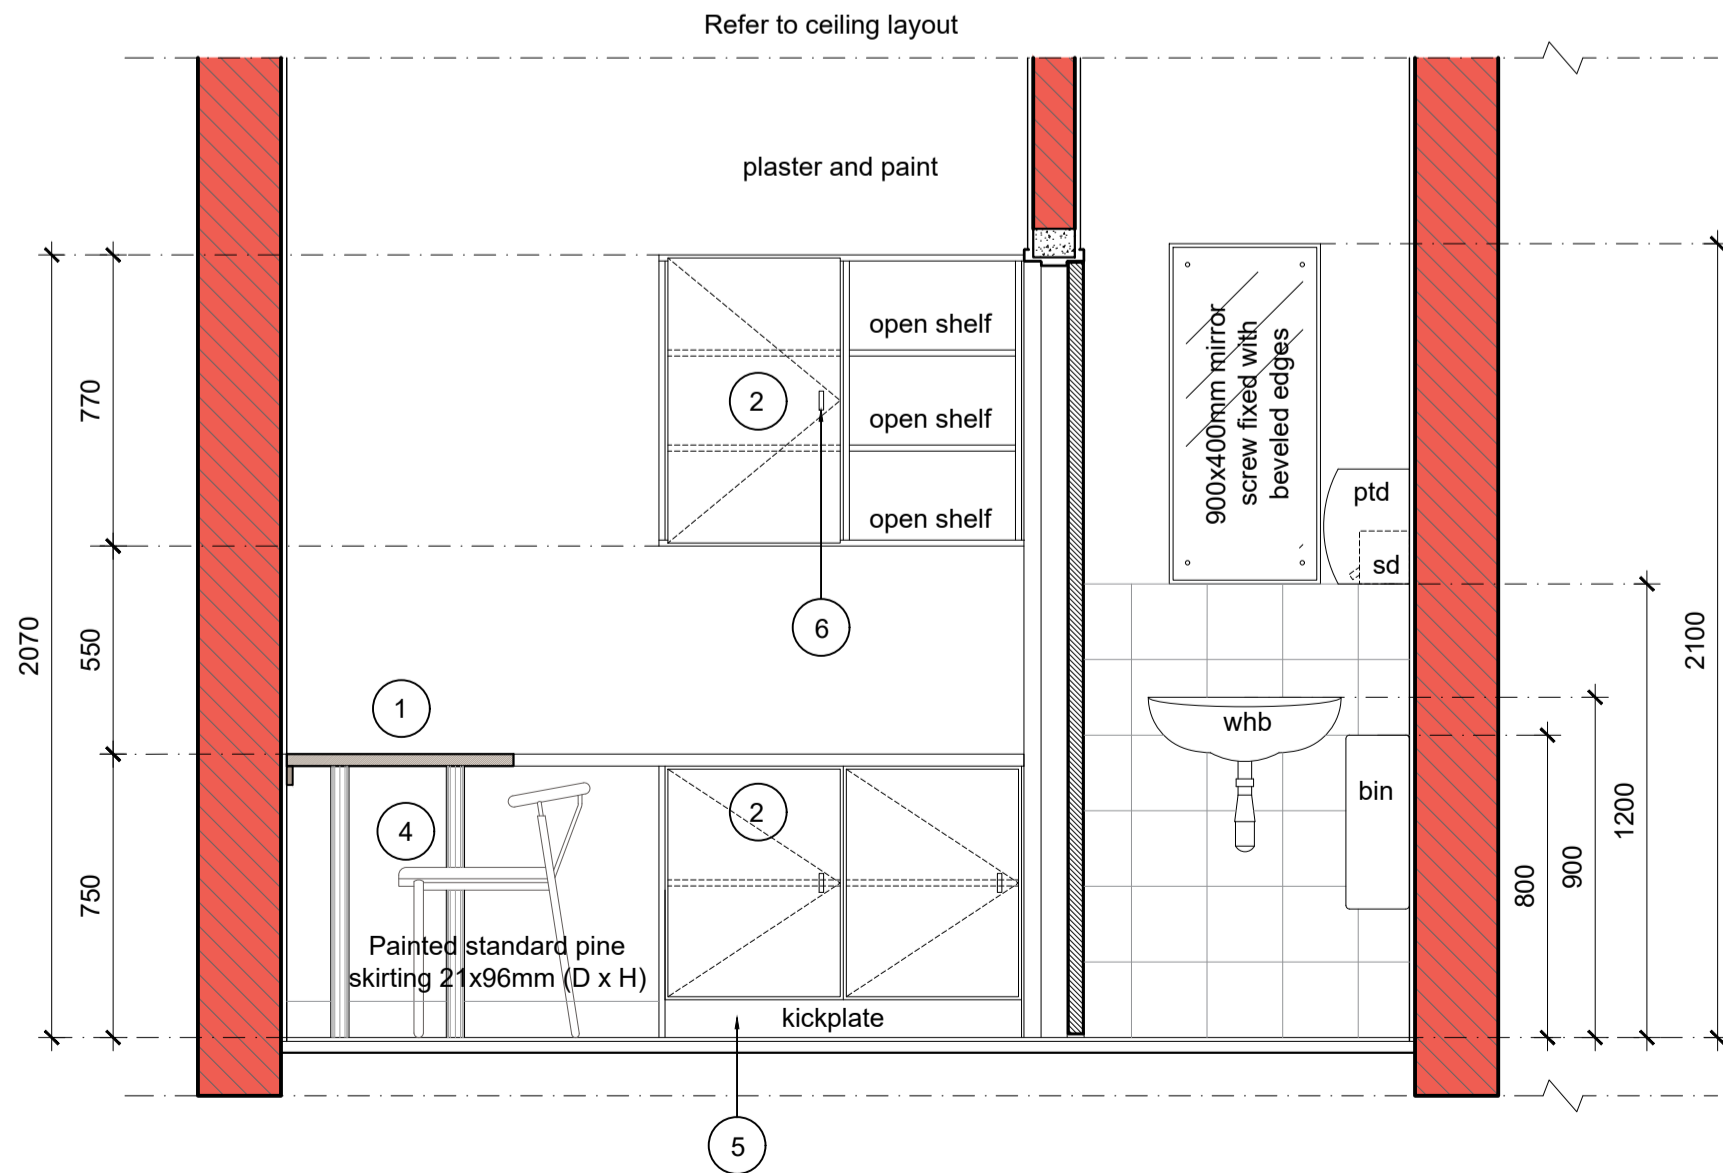 Refer to ceiling layout
plaster and paint
open shelf
open shelf
open shelf
2
6
900x400mm mirror
screw fixed with
beveled edges
ptd
sd
2070
770
550
750
1
4
2
Painted standard pine
skirting 21x96mm (D x H)
kickplate
5
whb
bin
800
900
1200
2100